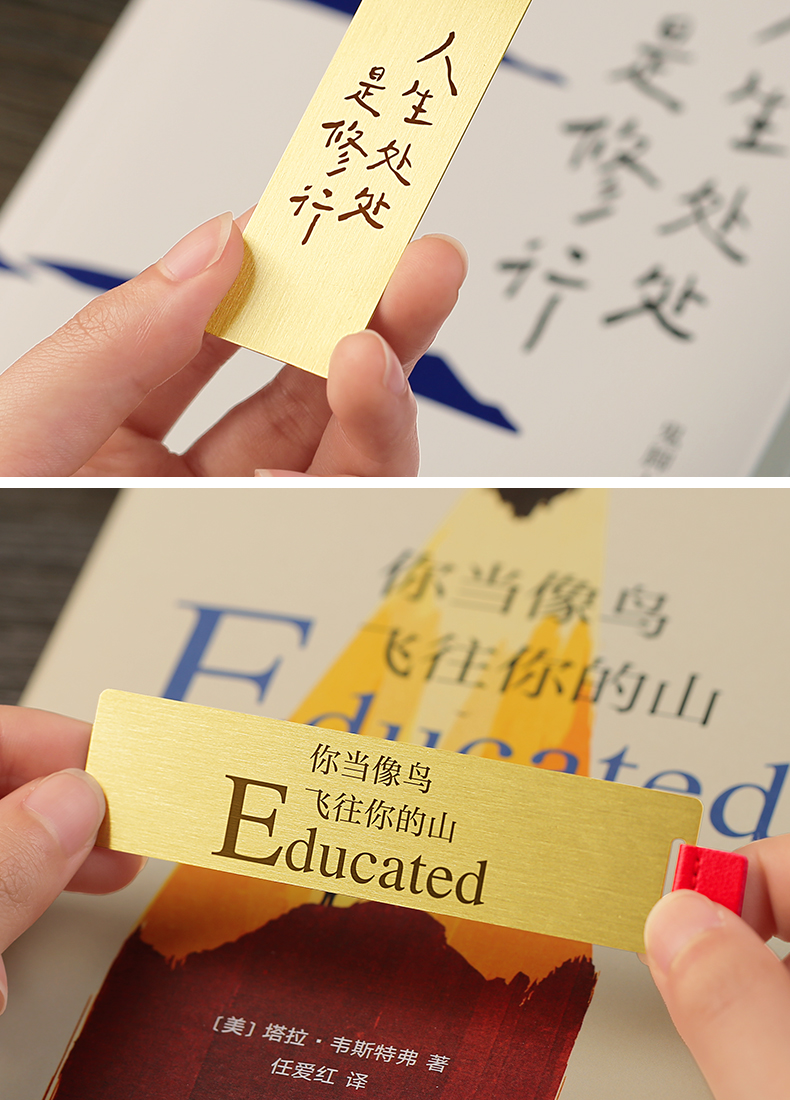 人生处处
是修行
人生处处
是修行
你当像鸟
飞往你的山
Educated
你当像鸟
飞往你的山
Educated
[美] 塔拉·韦斯特弗 著
任爱红 译